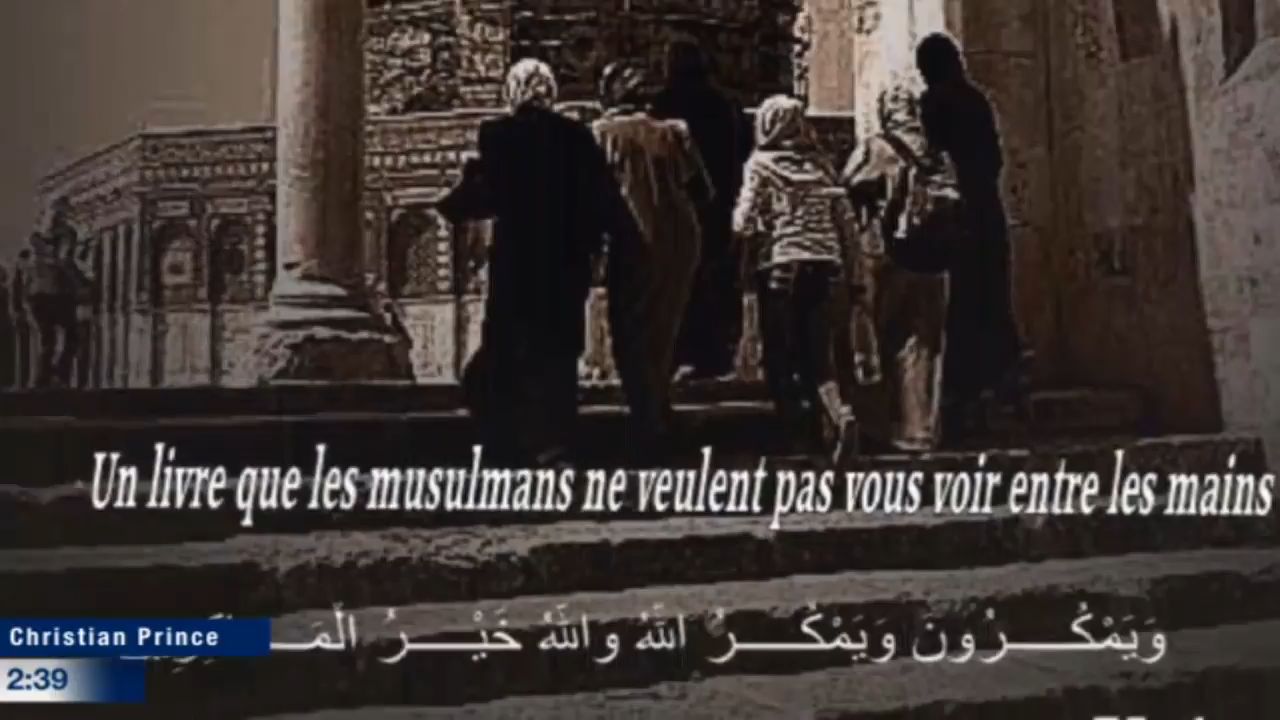 Un livre que les musulmans ne veulent pas vous voir entre les mains
وَيَمْكُرُونَ وَيَمْكُرُ اللَّهُ وَاللَّهُ خَيْرُ
Christian Prince
2:39